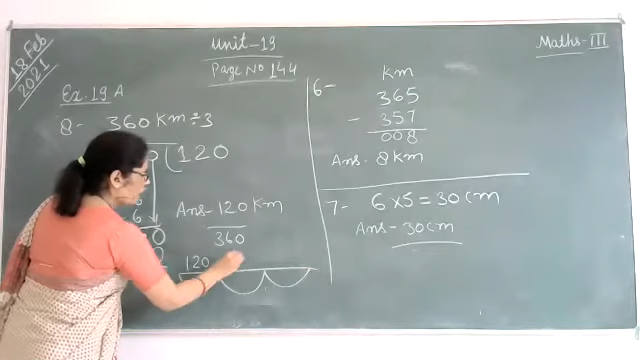 18 Feb
2021
Unit-19
Page No 144
Maths-III
Ex. 19 A
8- 360 Km ÷ 3
(120
Ans- 120 Km
360
120
6-
Km
365
- 357
008
Ans. 8 km
7- 6 x 5 = 30 cm
Ans- 30 cm